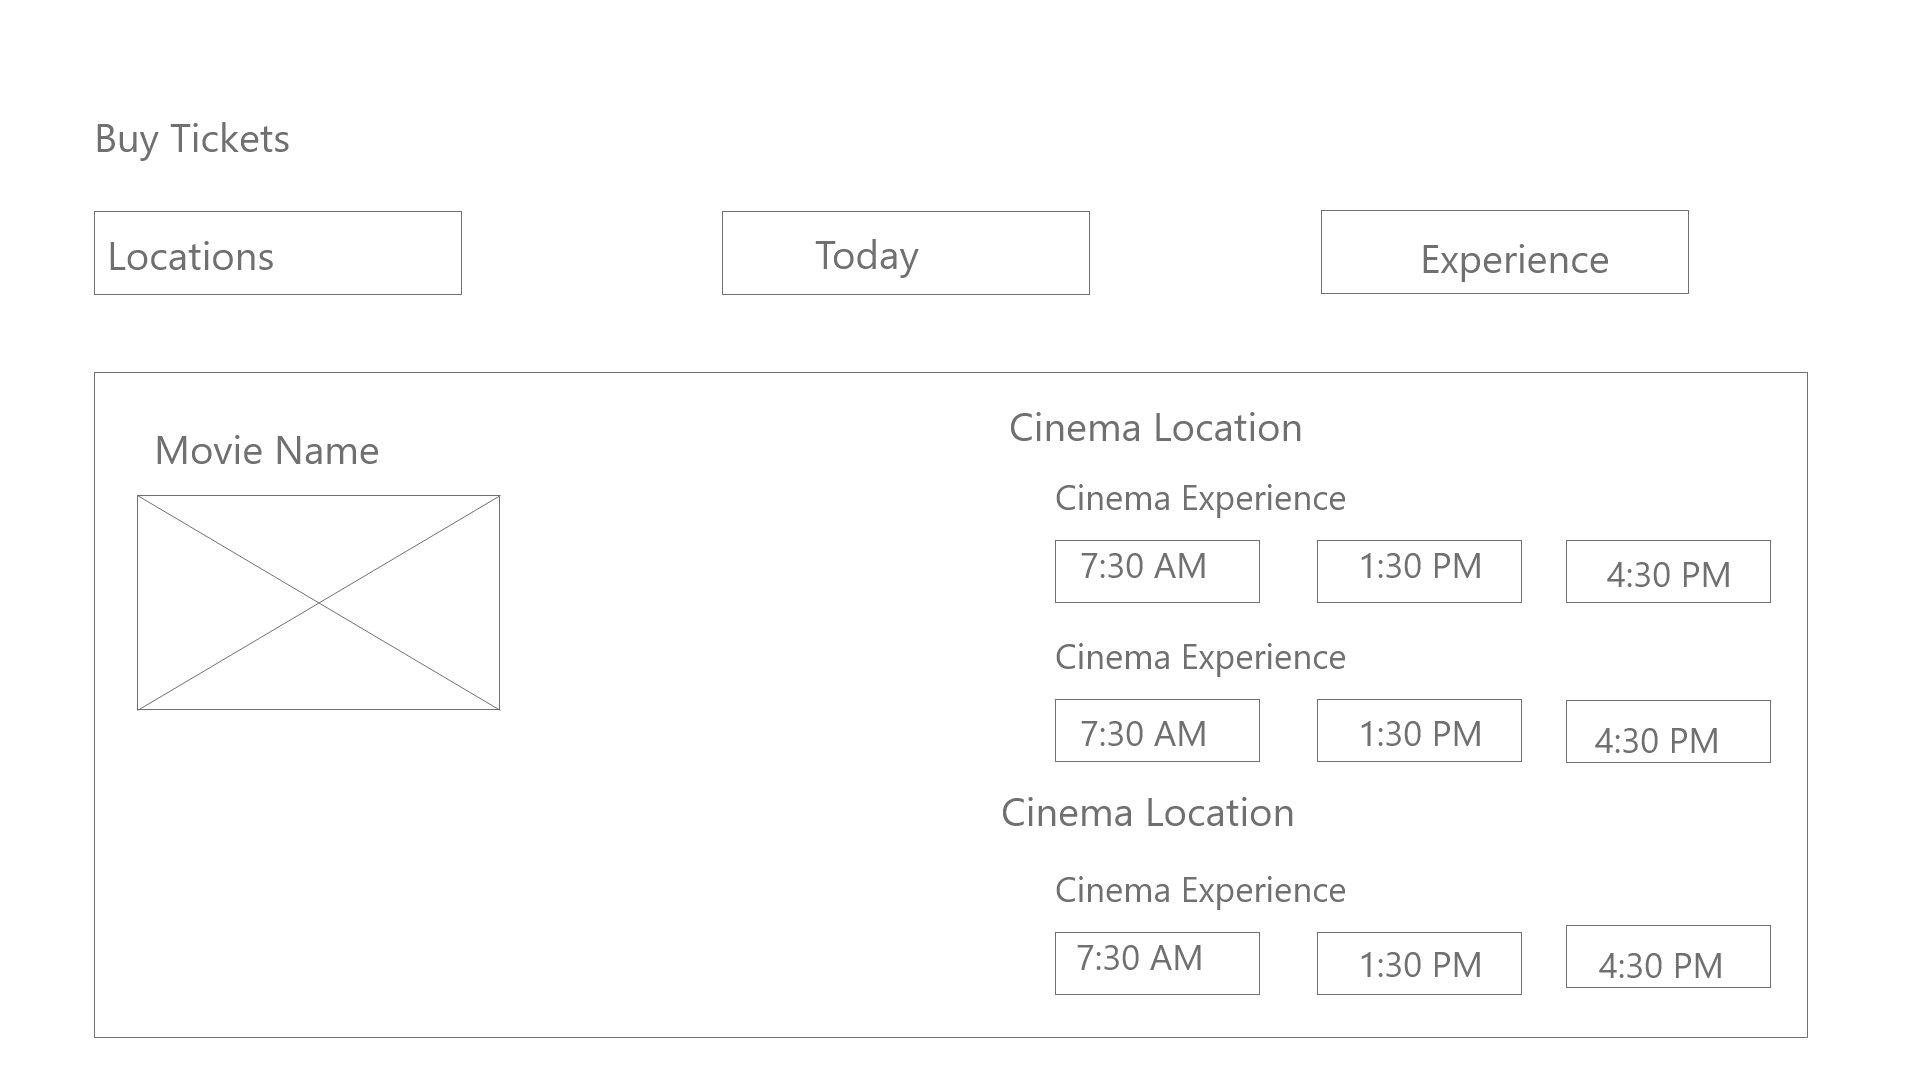 Buy Tickets
Locations
Today
Experience
Movie Name
Cinema Location
Cinema Experience
7:30 AM
1:30 PM
4:30 PM
Cinema Experience
7:30 AM
1:30 PM
4:30 PM
Cinema Location
Cinema Experience
7:30 AM
1:30 PM
4:30 PM